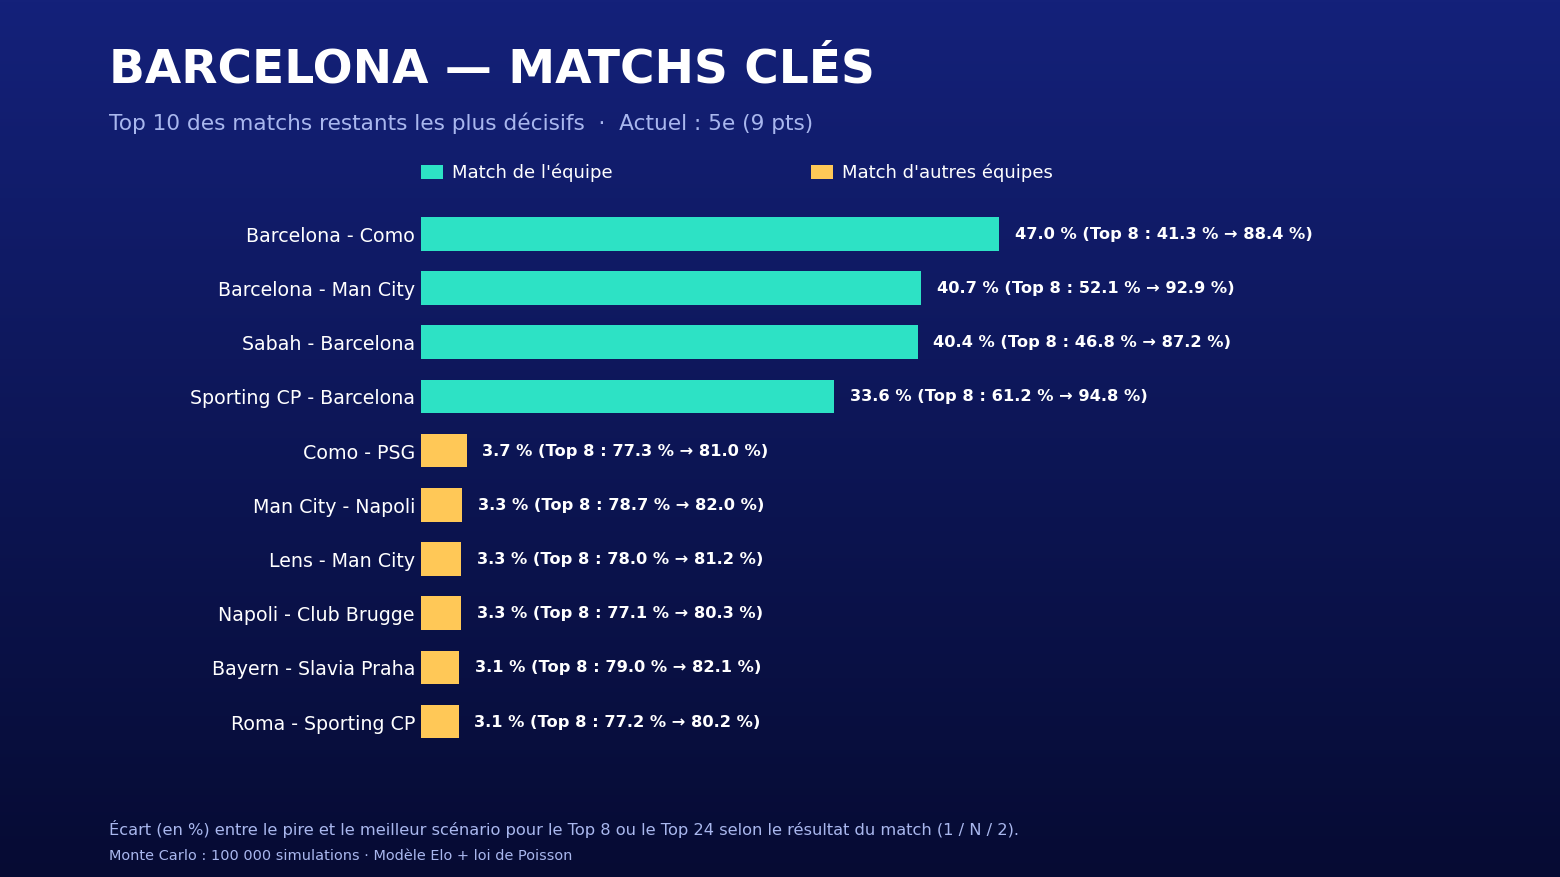 BARCELONA — MATCHS CLÉS
Top 10 des matchs restants les plus décisifs · Actuel : 5e (9 pts)
Match de l'équipe
Match d'autres équipes
Barcelona - Como 47.0 % (Top 8 : 41.3 % → 88.4 %)
Barcelona - Man City 40.7 % (Top 8 : 52.1 % → 92.9 %)
Sabah - Barcelona 40.4 % (Top 8 : 46.8 % → 87.2 %)
Sporting CP - Barcelona 33.6 % (Top 8 : 61.2 % → 94.8 %)
Como - PSG 3.7 % (Top 8 : 77.3 % → 81.0 %)
Man City - Napoli 3.3 % (Top 8 : 78.7 % → 82.0 %)
Lens - Man City 3.3 % (Top 8 : 78.0 % → 81.2 %)
Napoli - Club Brugge 3.3 % (Top 8 : 77.1 % → 80.3 %)
Bayern - Slavia Praha 3.1 % (Top 8 : 79.0 % → 82.1 %)
Roma - Sporting CP 3.1 % (Top 8 : 77.2 % → 80.2 %)
Écart (en %) entre le pire et le meilleur scénario pour le Top 8 ou le Top 24 selon le résultat du match (1 / N / 2).
Monte Carlo : 100 000 simulations · Modèle Elo + loi de Poisson